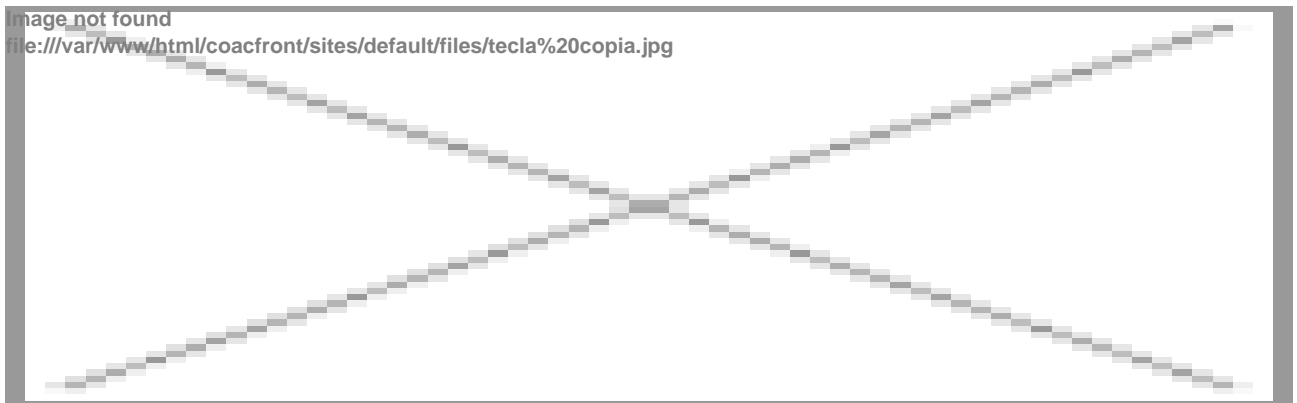 Image not found
file:///var/www/html/coacfront/sites/default/files/tecla%20copia.jpg